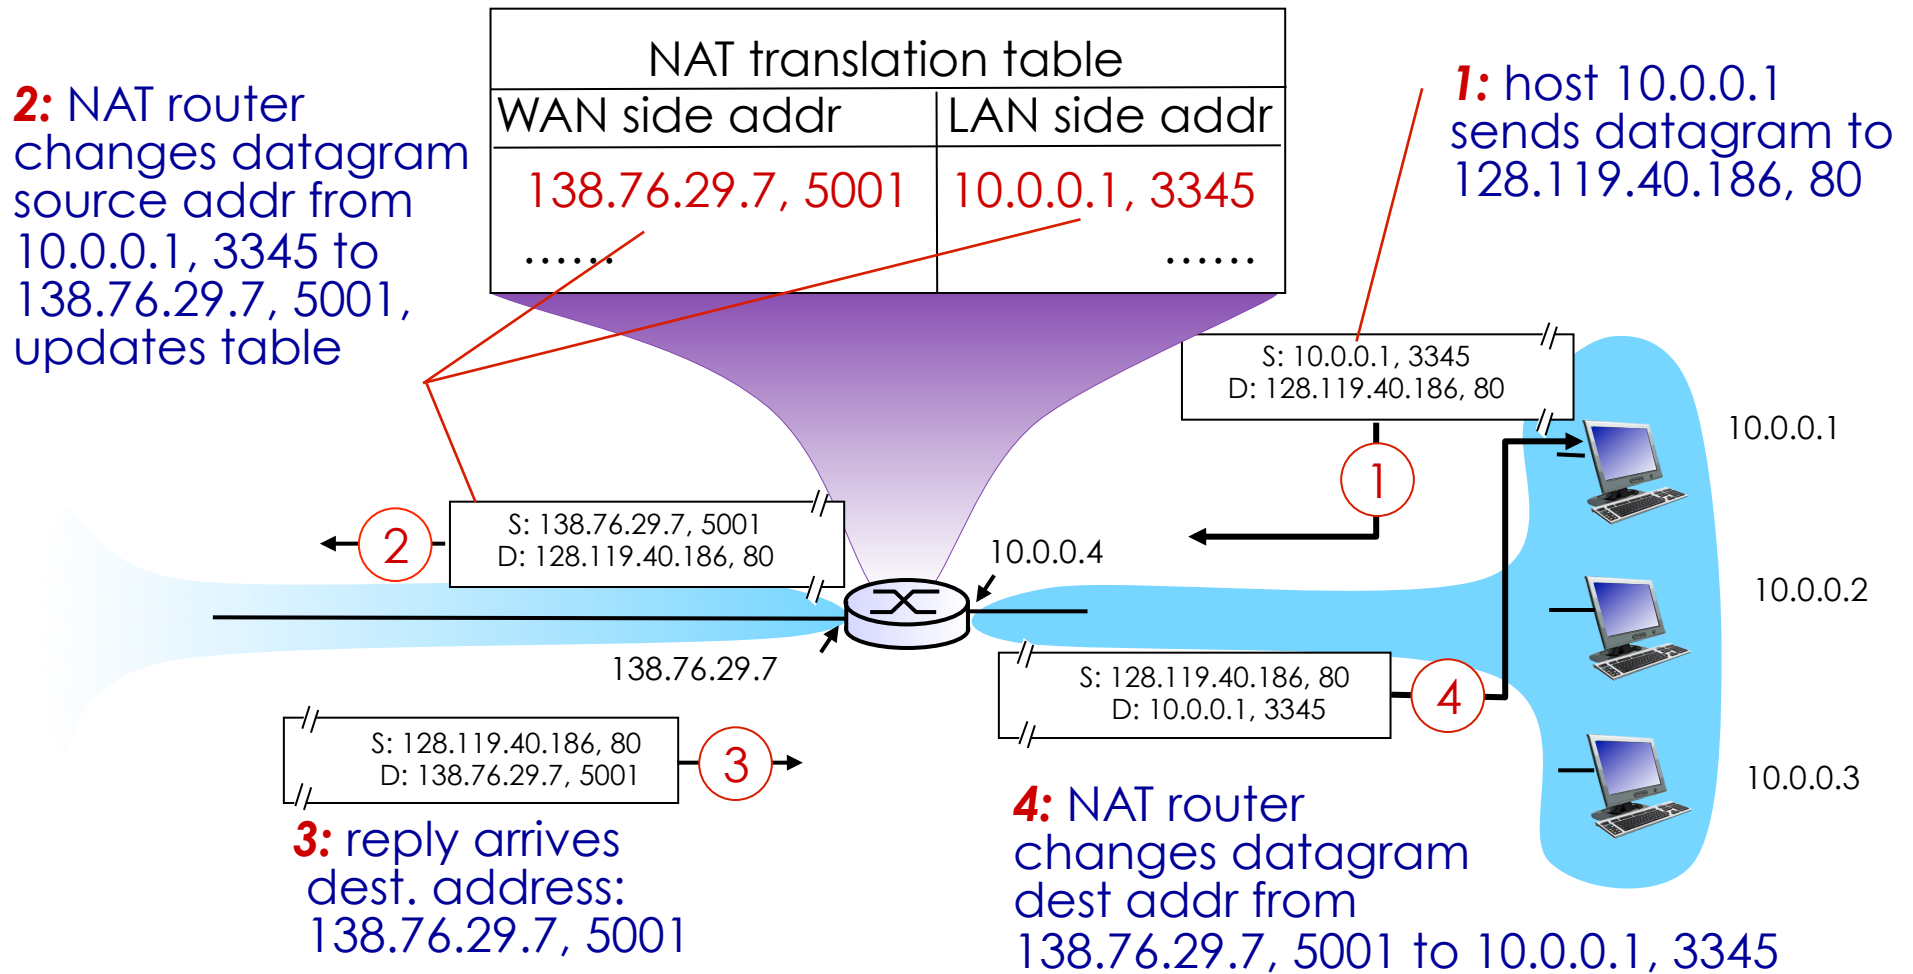 NAT translation table
WAN side addr LAN side addr
138.76.29.7, 5001 10.0.0.1, 3345
...... ......
2: NAT router
changes datagram
source addr from
10.0.0.1, 3345 to
138.76.29.7, 5001,
updates table
1: host 10.0.0.1
sends datagram to
128.119.40.186, 80
S: 10.0.0.1, 3345
D: 128.119.40.186, 80
1
10.0.0.1
S: 138.76.29.7, 5001
D: 128.119.40.186, 80
2
10.0.0.4
10.0.0.2
138.76.29.7
S: 128.119.40.186, 80
D: 10.0.0.1, 3345
4
S: 128.119.40.186, 80
D: 138.76.29.7, 5001
3
10.0.0.3
3: reply arrives
dest. address:
138.76.29.7, 5001
4: NAT router
changes datagram
dest addr from
138.76.29.7, 5001 to 10.0.0.1, 3345